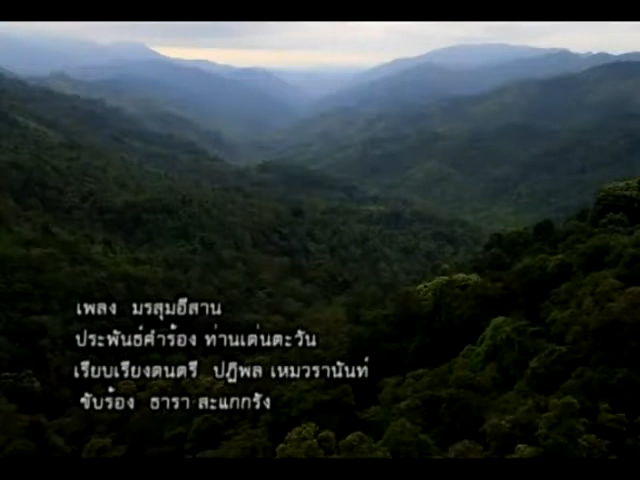 เพลง มรสุมอีสาน
ประพันธ์คำร้อง ท่านเด่นตะวัน
เรียบเรียงดนตรี ปฏิพล เหมวรานันท์
ขับร้อง ธารา สะแกกรัง